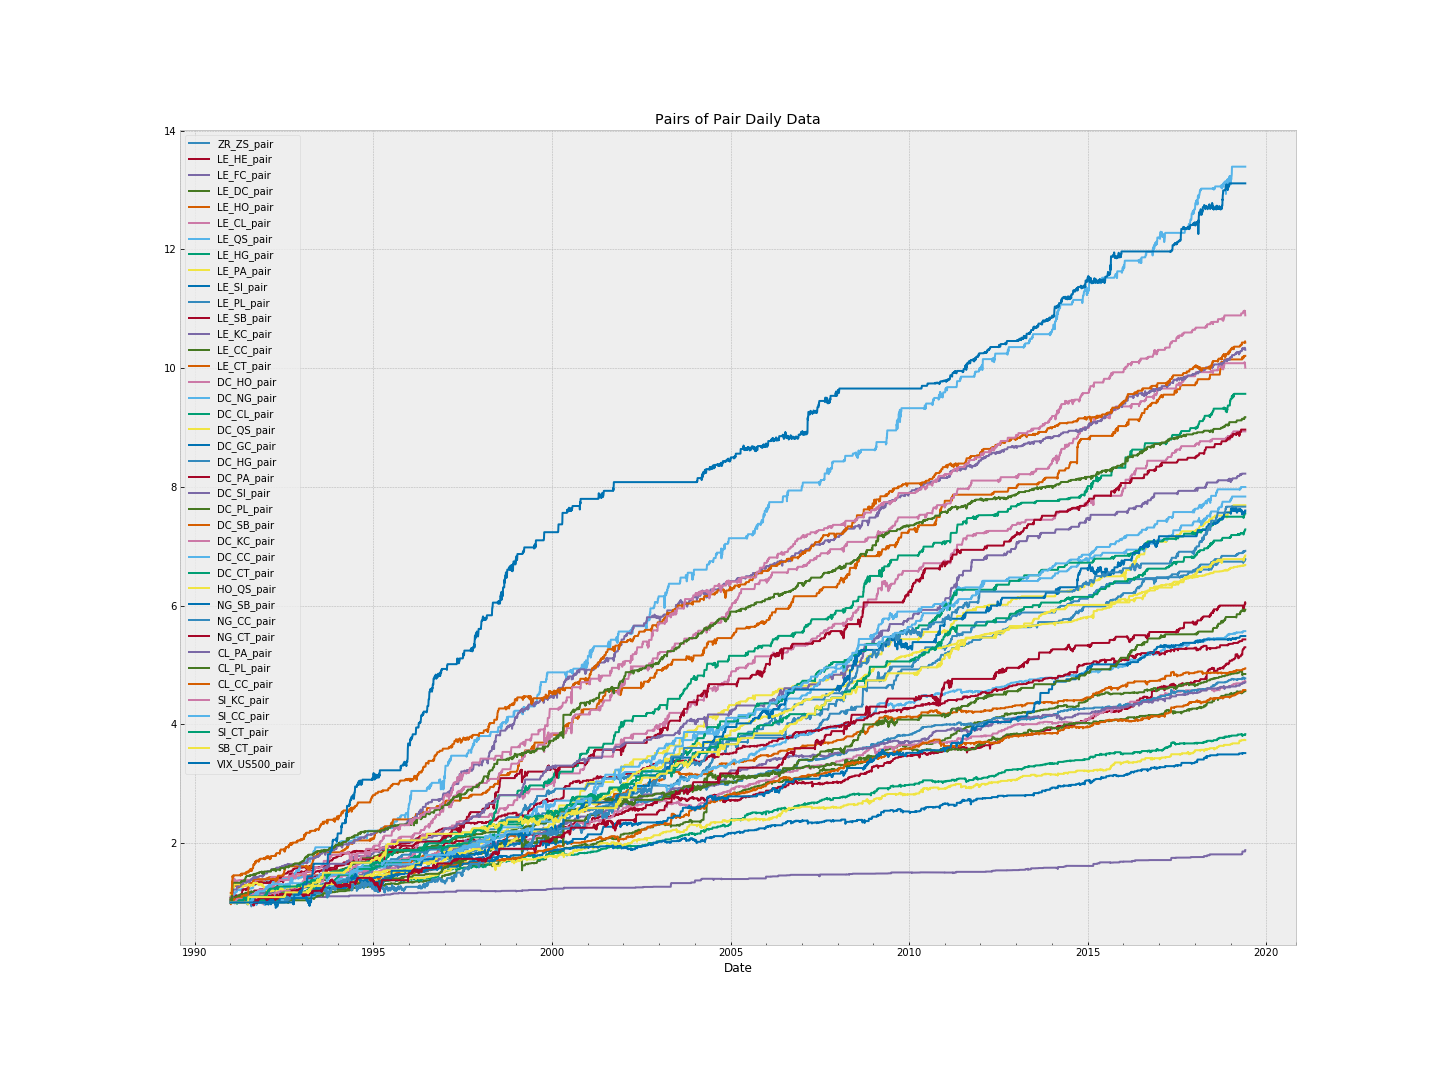 Pairs of Pair Daily Data
14
12
10
8
6
4
2
ZR_ZS_pair
LE_HE_pair
LE_FC_pair
LE_DC_pair
LE_HO_pair
LE_CL_pair
LE_QS_pair
LE_HG_pair
LE_PA_pair
LE_SI_pair
LE_PL_pair
LE_SB_pair
LE_KC_pair
LE_CC_pair
LE_CT_pair
DC_HO_pair
DC_NG_pair
DC_CL_pair
DC_QS_pair
DC_GC_pair
DC_HG_pair
DC_PA_pair
DC_SI_pair
DC_PL_pair
DC_SB_pair
DC_KC_pair
DC_CC_pair
DC_CT_pair
HO_QS_pair
NG_SB_pair
NG_CC_pair
NG_CT_pair
CL_PA_pair
CL_PL_pair
CL_CC_pair
SI_KC_pair
SI_CC_pair
SI_CT_pair
SB_CT_pair
VIX_US500_pair
1990 1995 2000 2005 2010 2015 2020
Date